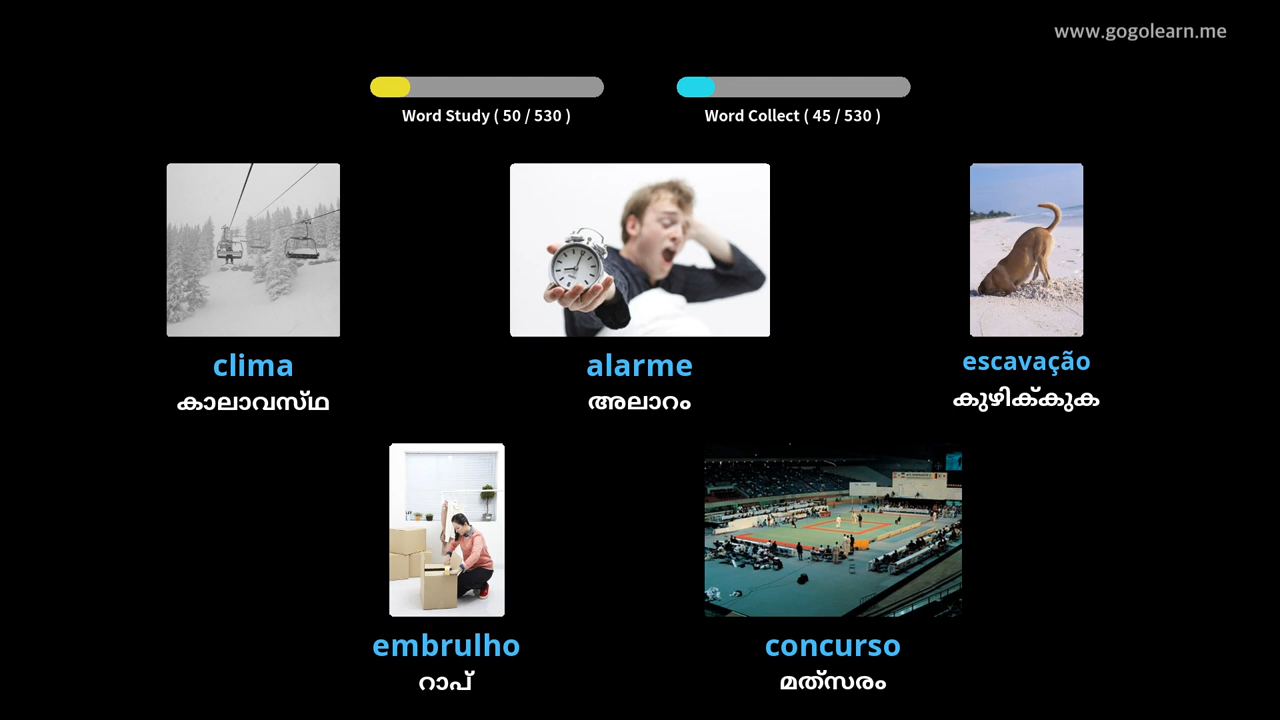 www.gogolearn.me
Word Study ( 50 / 530 )
Word Collect ( 45 / 530 )
clima
കാലാവസ്ഥ
alarme
അലാറം
escavação
കുഴിക്കുക
embrulho
റാപ്
concurso
മത്സരം